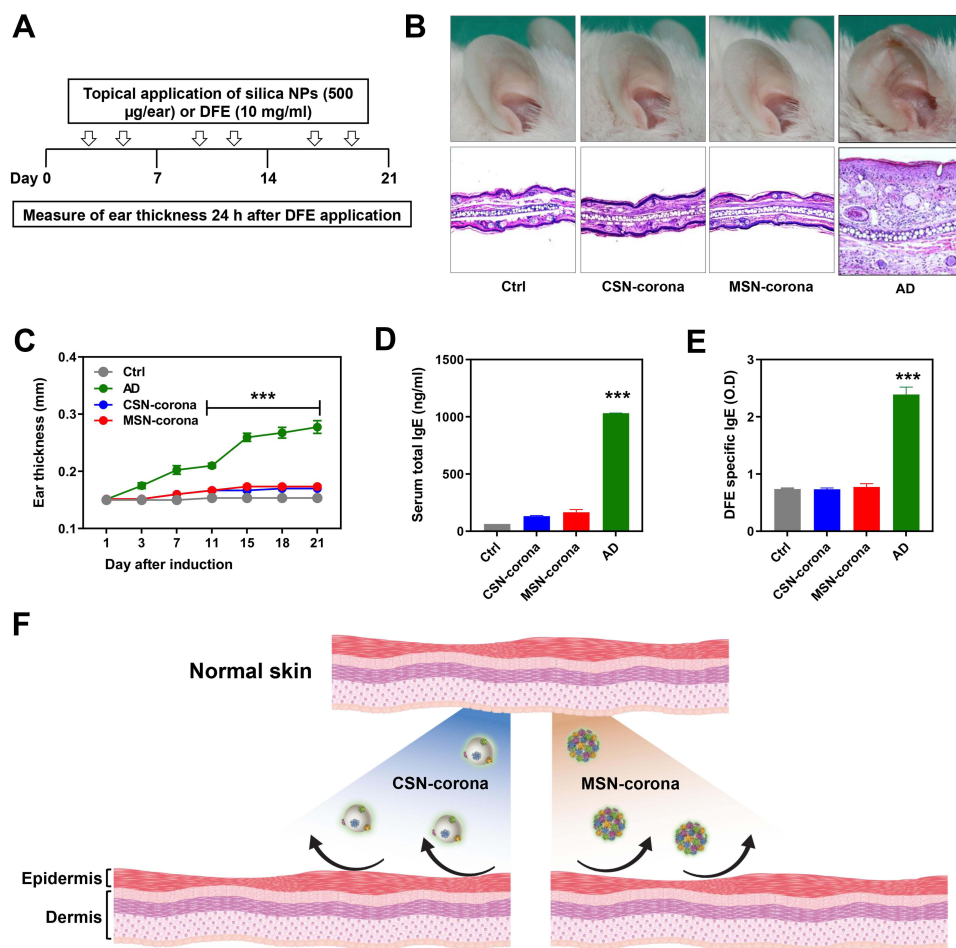 A
Topical application of silica NPs (500
µg/ear) or DFE (10 mg/ml)
Day 0 7 14 21
Measure of ear thickness 24 h after DFE application
B
Ctrl CSN-corona MSN-corona AD
C
Ear thickness (mm)
0.4
0.3
0.2
0.1
Ctrl
AD
CSN-corona
MSN-corona
***
1 3 7 11 15 18 21
Day after induction
D
Serum total IgE (ng/ml)
1500
1000
500
0
***
Ctrl
CSN-corona
MSN-corona
AD
E
DFE specific IgE (O.D)
3
2
1
0
***
Ctrl
CSN-corona
MSN-corona
AD
F
Normal skin
CSN-corona
MSN-corona
Epidermis
Dermis